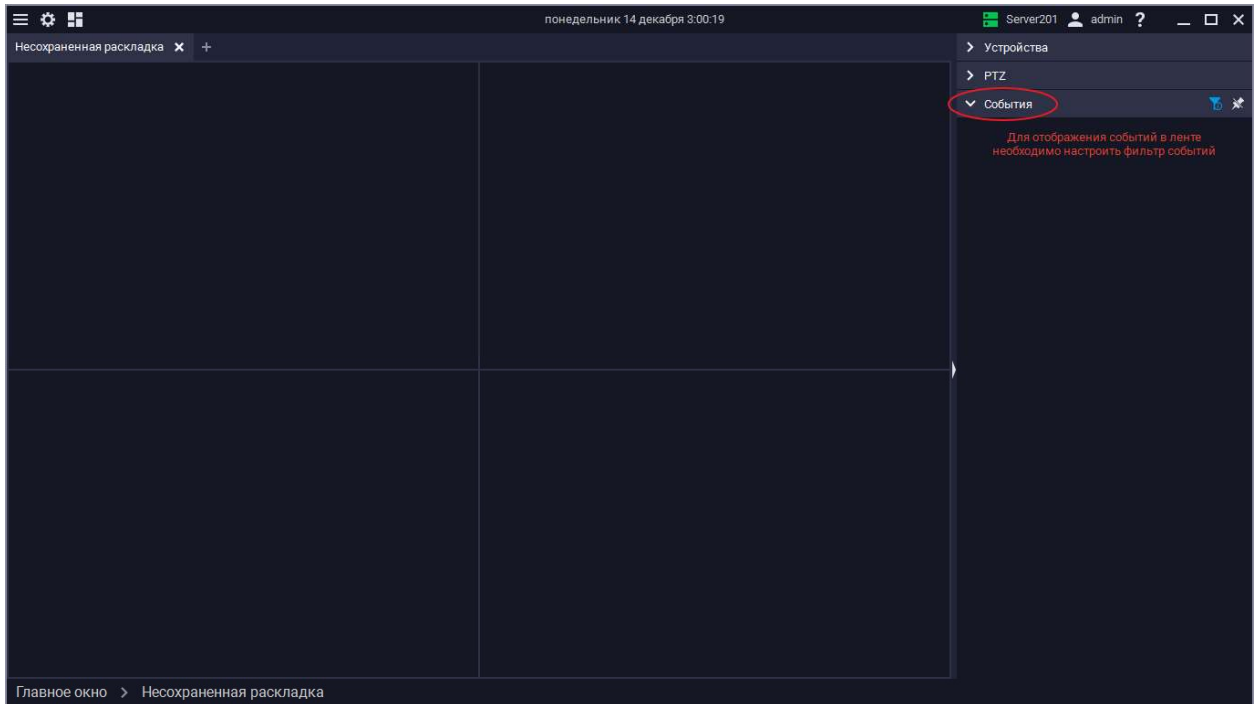 понедельник 14 декабря 3:00:19
Server201 admin ?
Несохраненная раскладка
Устройства
PTZ
События
Для отображения событий в ленте
необходимо настроить фильтр событий
Главное окно > Несохраненная раскладка